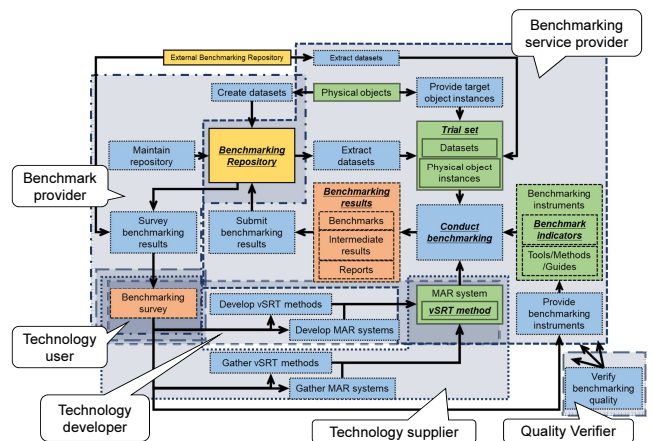 Benchmarking
service provider
External Benchmarking Repository
Extract datasets
Create datasets
Physical objects
Provide target
object instances
Trial set
Datasets
Physical object
instances
Maintain
repository
Benchmarking
Repository
Extract
datasets
Benchmark
provider
Survey
benchmarking
results
Submit
benchmarking
results
Benchmarking
results
Benchmarks
Intermediate
results
Reports
Conduct
benchmarking
Benchmarking
instruments
Benchmark
indicators
Tools/Methods
/Guides
Benchmarking
survey
Develop vSRT methods
Develop MAR systems
MAR system
vSRT method
Provide
benchmarking
instruments
Technology
user
Gather vSRT methods
Gather MAR systems
Verify
benchmarking
quality
Technology
developer
Technology supplier
Quality Verifier